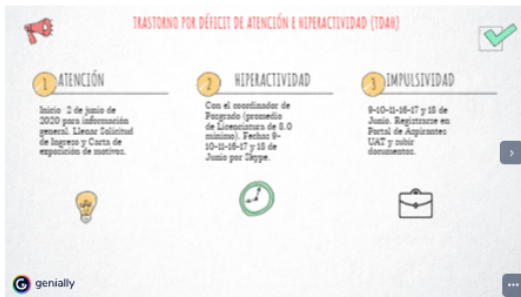 TRASTORNO POR DÉFICIT DE ATENCIÓN E HIPERACTIVIDAD (TDAH)
1 ATENCIÓN
Inicio 2 de junio de
2020 para información
general. Llenar Solicitud
de Ingreso y Carta de
exposición de motivos.
2 HIPERACTIVIDAD
Con el coordinador de
Posgrado (promedio
de Licenciatura de 8.0
mínimo). Fechas 9-
10-11-16-17 y 18 de
Junio por Skype.
3 IMPULSIVIDAD
9-10-11-16-17 y 18 de
Junio. Registrarse en
Portal de Aspirantes
UAT y subir
documentos.
genially